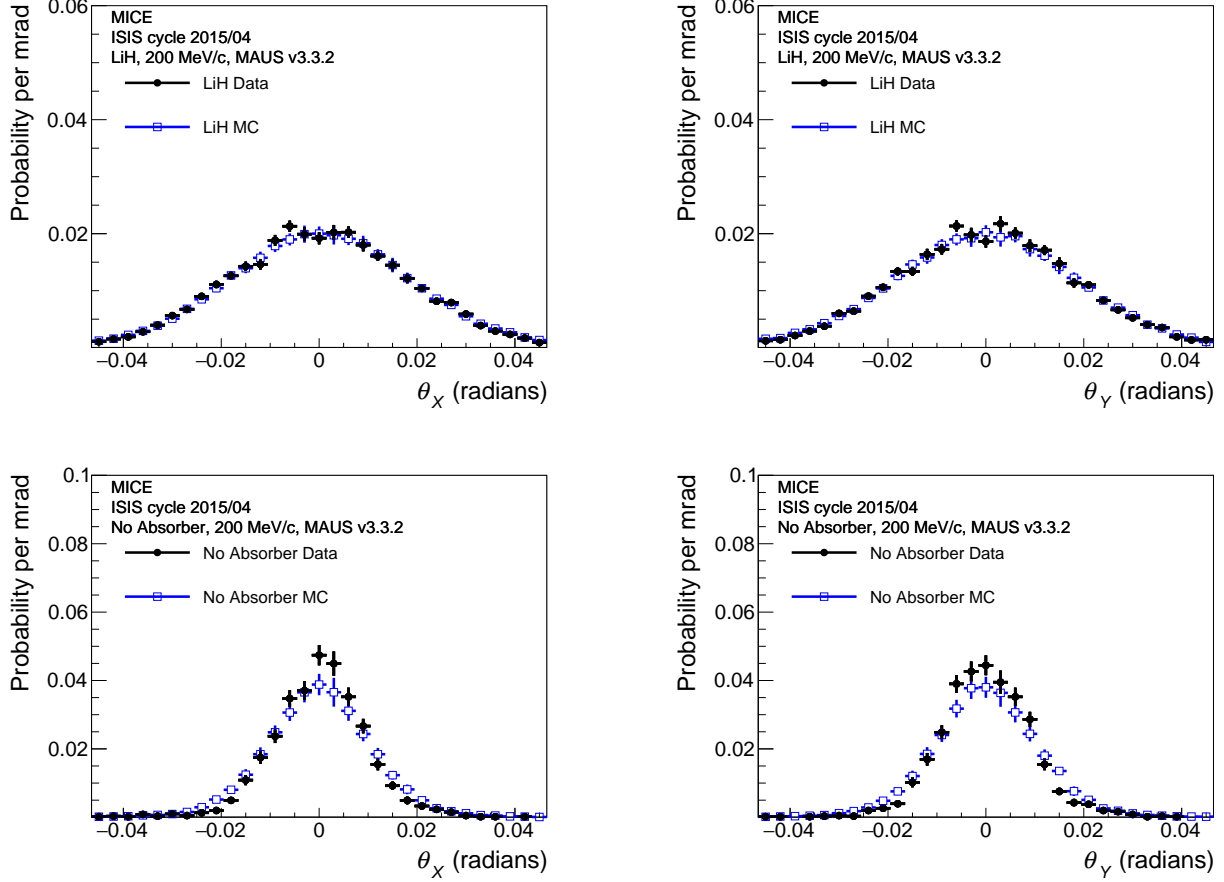 Probability per mrad
0.06
0.04
0.02
MICE
ISIS cycle 2015/04
LiH, 200 MeV/c, MAUS v3.3.2
LiH Data
LiH MC
−0.04 −0.02 0 0.02 0.04
θX (radians)
Probability per mrad
0.06
0.04
0.02
MICE
ISIS cycle 2015/04
LiH, 200 MeV/c, MAUS v3.3.2
LiH Data
LiH MC
−0.04 −0.02 0 0.02 0.04
θY (radians)
Probability per mrad
0.1
0.08
0.06
0.04
0.02
MICE
ISIS cycle 2015/04
No Absorber, 200 MeV/c, MAUS v3.3.2
No Absorber Data
No Absorber MC
−0.04 −0.02 0 0.02 0.04
θX (radians)
Probability per mrad
0.1
0.08
0.06
0.04
0.02
MICE
ISIS cycle 2015/04
No Absorber, 200 MeV/c, MAUS v3.3.2
No Absorber Data
No Absorber MC
−0.04 −0.02 0 0.02 0.04
θY (radians)